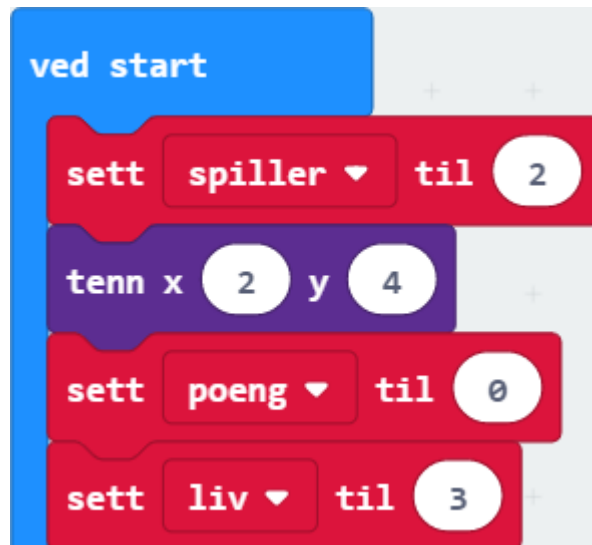 ved start
sett spiller til 2
tenn x 2 y 4
sett poeng til 0
sett liv til 3